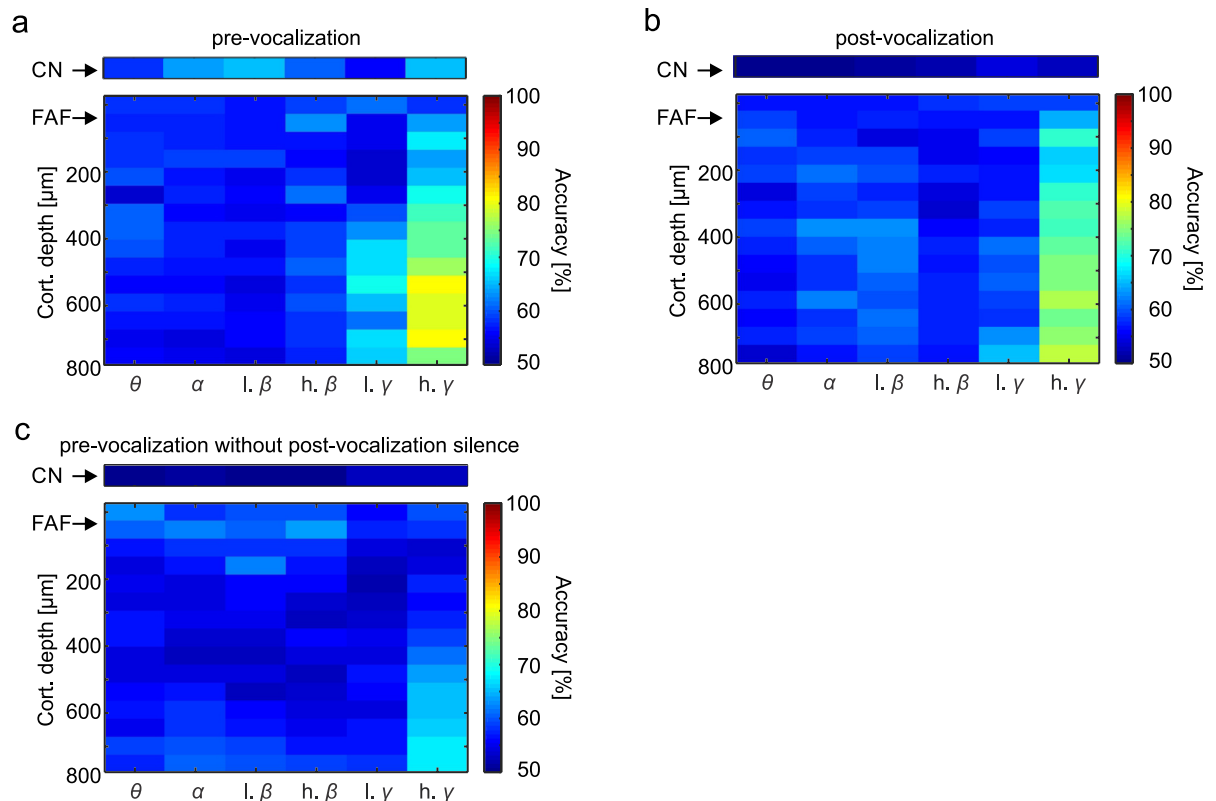 a
pre-vocalization
CN
FAF
Cort. depth [µm]
200
400
600
800
θ α l. β h. β l. γ h. γ
100
90
80
70
60
50
Accuracy [%]
b
post-vocalization
CN
FAF
Cort. depth [µm]
200
400
600
800
θ α l. β h. β l. γ h. γ
100
90
80
70
60
50
Accuracy [%]
c
pre-vocalization without post-vocalization silence
CN
FAF
Cort. depth [µm]
200
400
600
800
θ α l. β h. β l. γ h. γ
100
90
80
70
60
50
Accuracy [%]